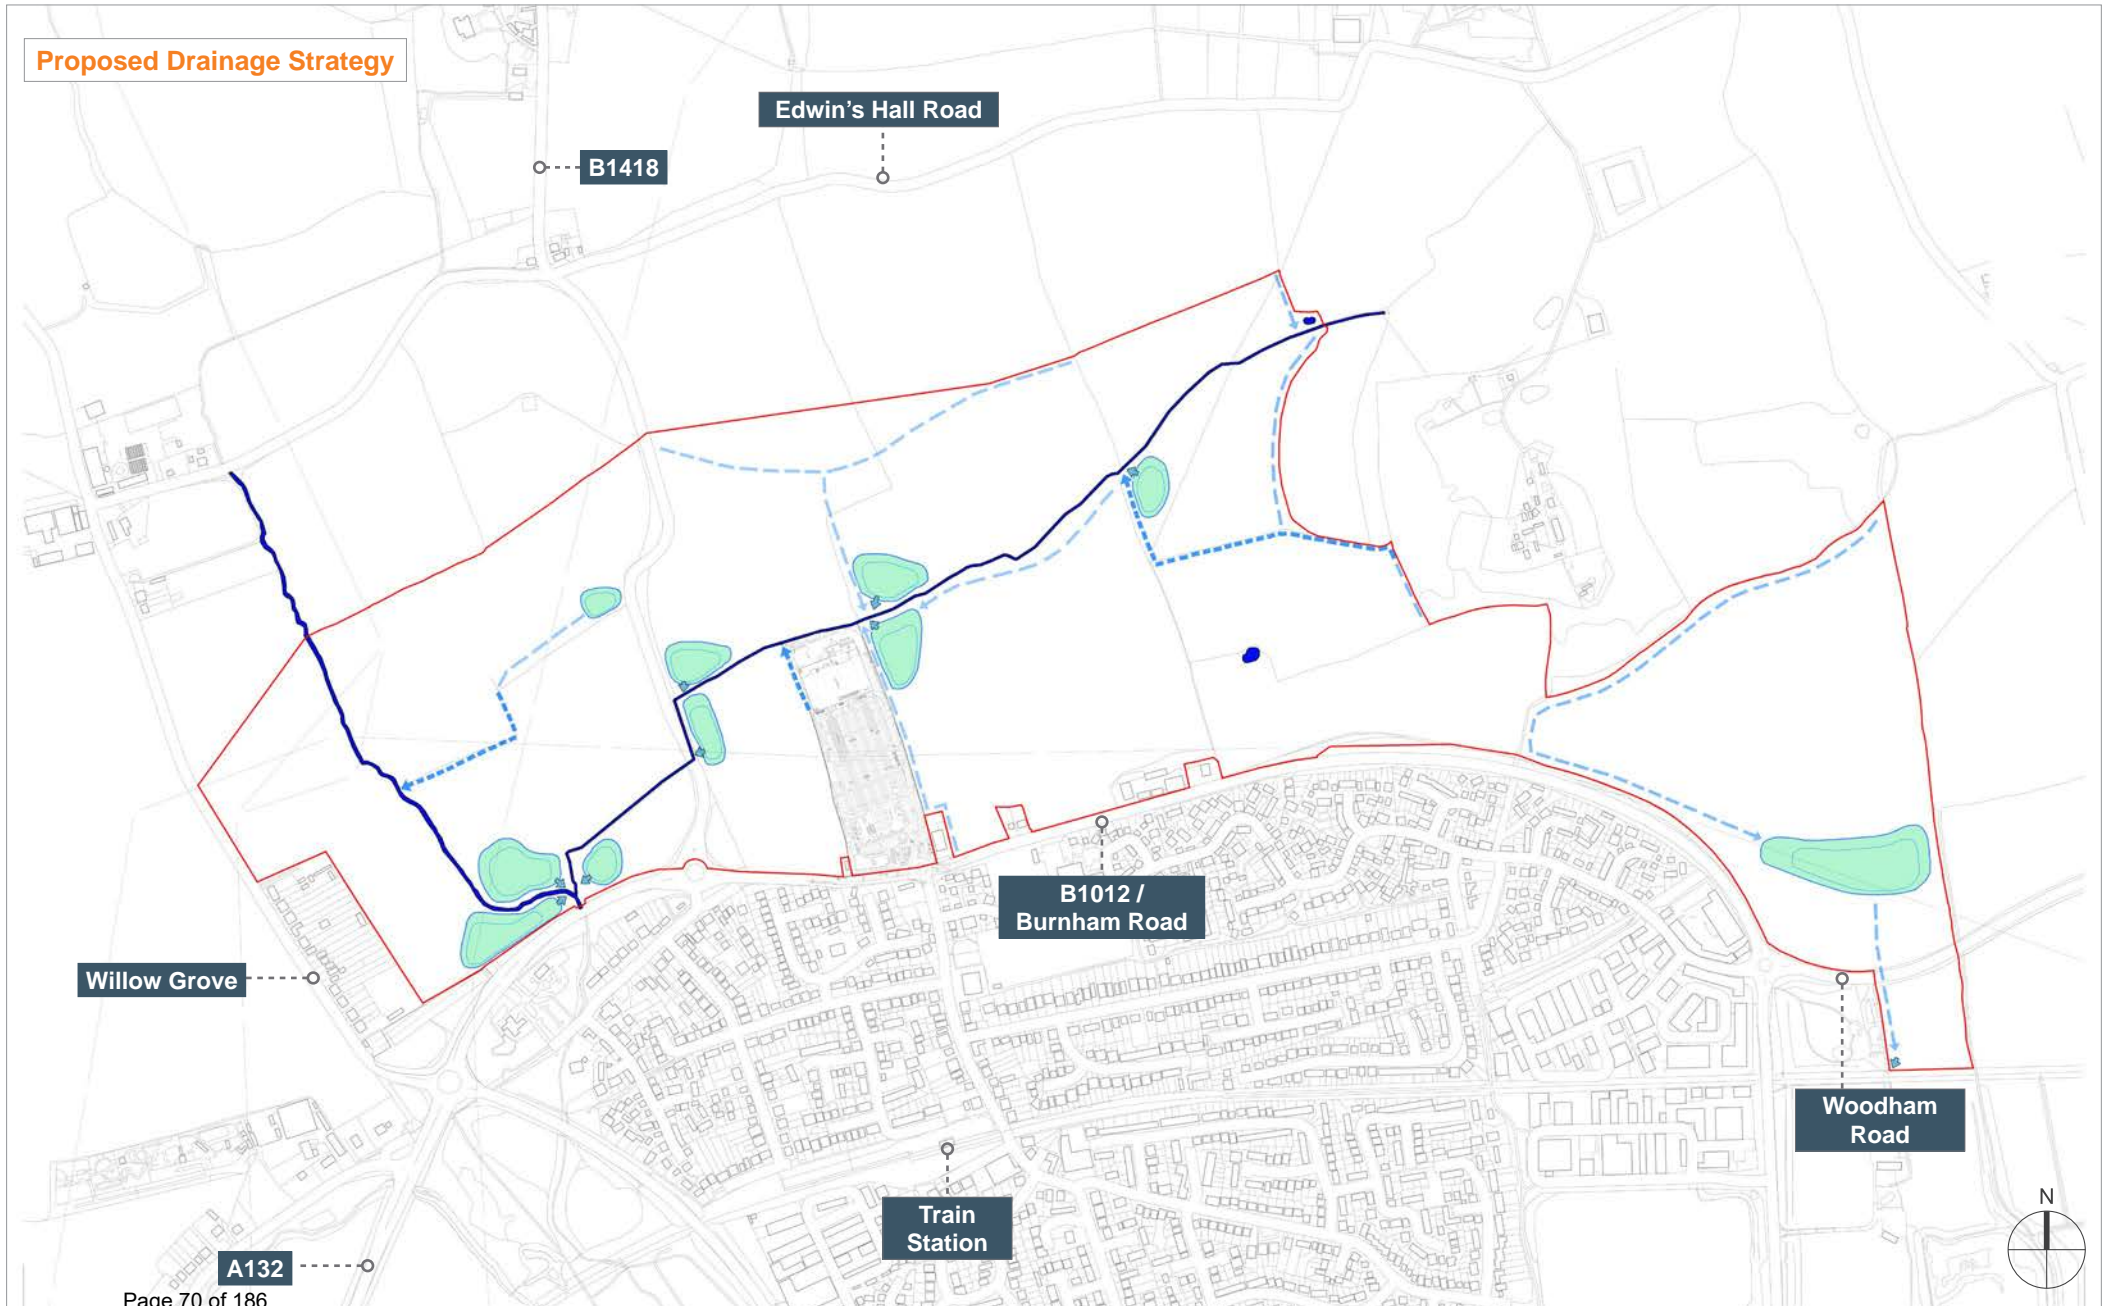 Proposed Drainage Strategy
Edwin's Hall Road
B1418
B1012 /
Burnham Road
Willow Grove
Woodham
Road
Train
Station
N
A132
Page 70 of 186